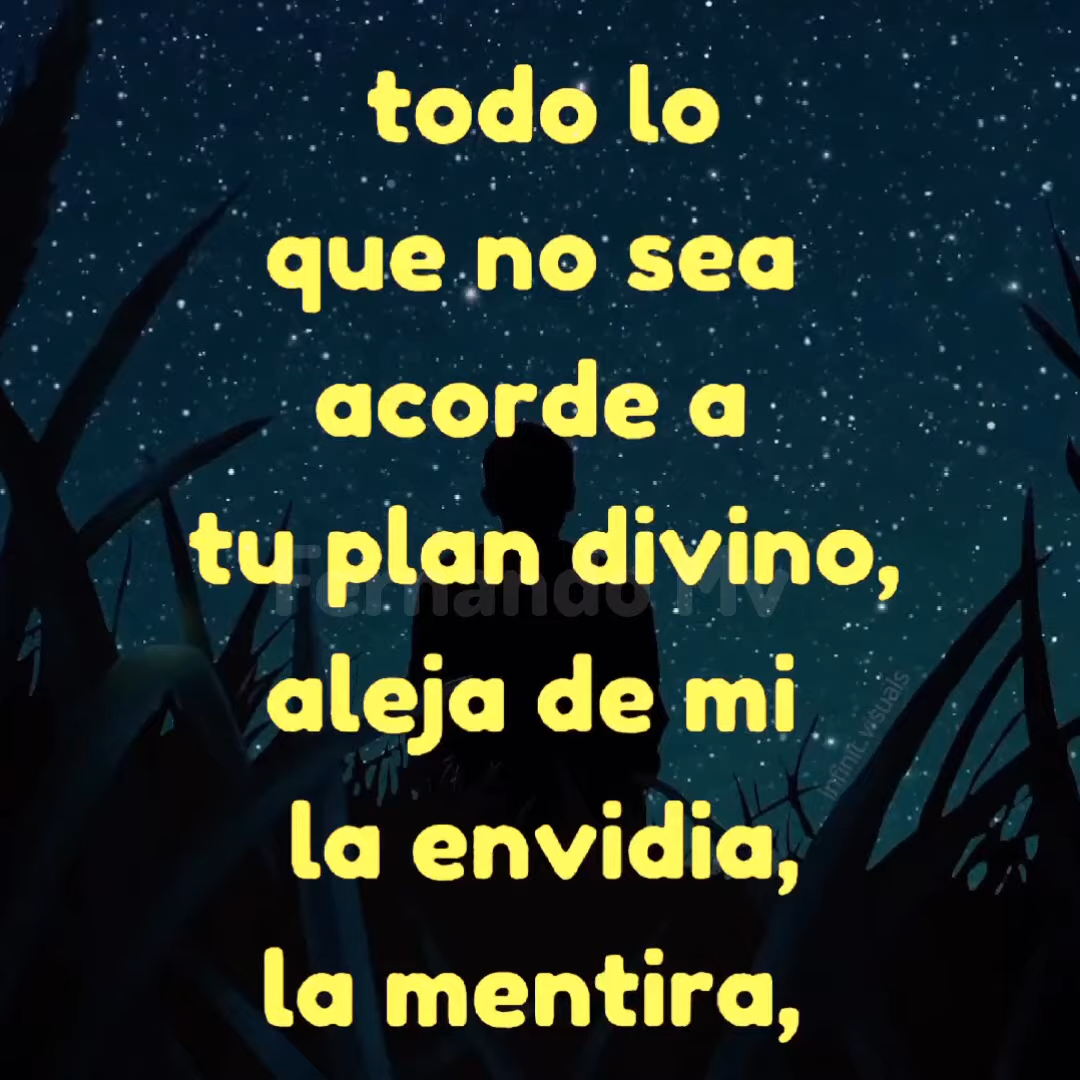 todo lo
que no sea
acorde a
tu plan divino,
Fernando Mv
aleja de mi
infinit visuals
la envidia,
la mentira,